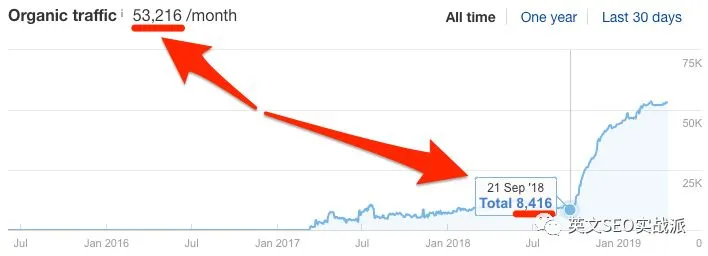 Organic traffic i 53,216 /month
All time One year Last 30 days
75K
50K
21 Sep '18
Total 8,416
25K
英文SEO实战派
Jul Jan 2016 Jul Jan 2017 Jul Jan 2018 Jul Jan 2019 0